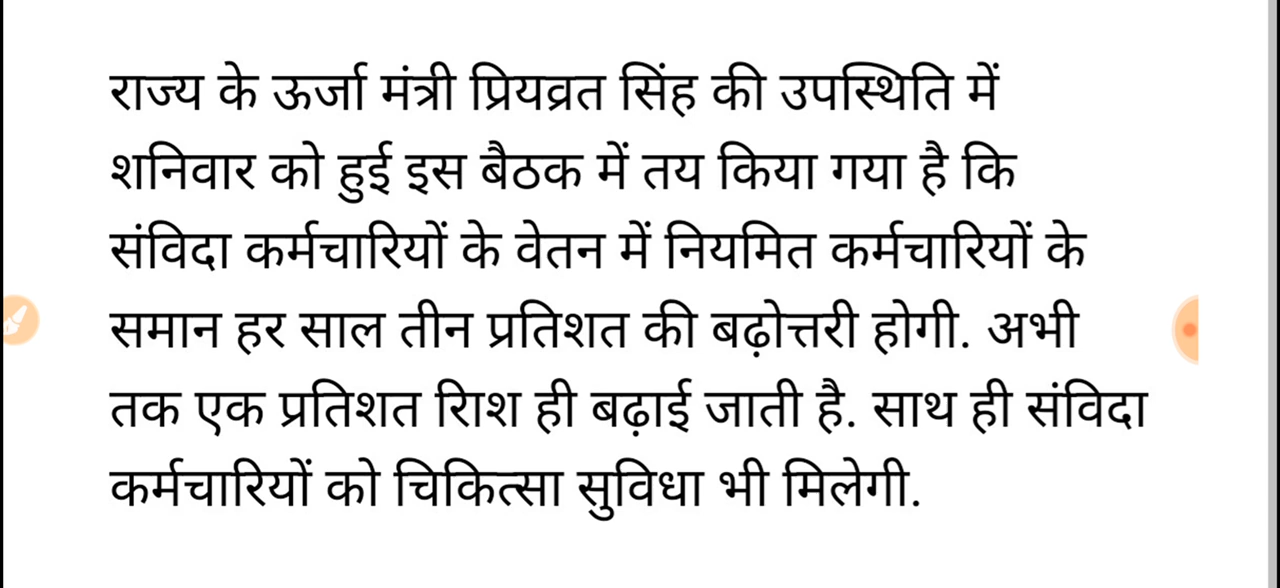 राज्य के ऊर्जा मंत्री प्रियव्रत सिंह की उपस्थिति में
शनिवार को हुई इस बैठक में तय किया गया है कि
संविदा कर्मचारियों के वेतन में नियमित कर्मचारियों के
समान हर साल तीन प्रतिशत की बढ़ोत्तरी होगी. अभी
तक एक प्रतिशत राशि ही बढ़ाई जाती है. साथ ही संविदा
कर्मचारियों को चिकित्सा सुविधा भी मिलेगी.